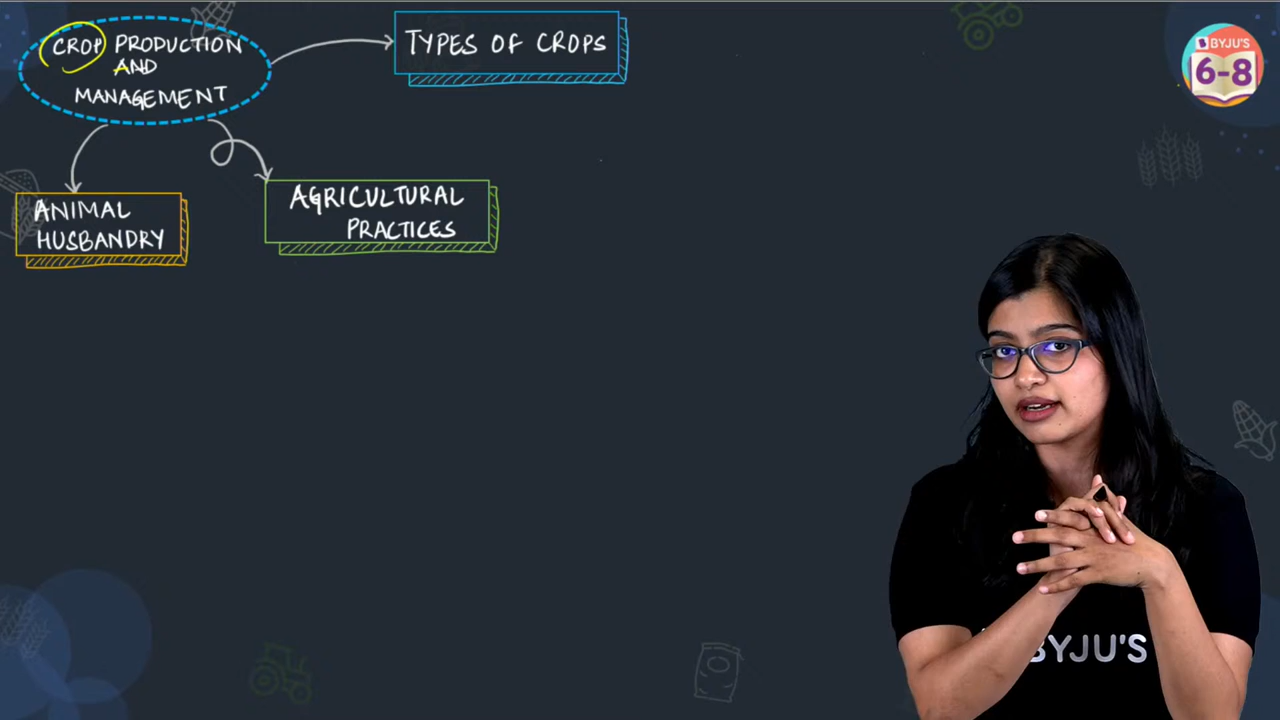 CROP PRODUCTION
AND
MANAGEMENT
TYPES OF CROPS
BYJU'S
6-8
ANIMAL
HUSBANDRY
AGRICULTURAL
PRACTICES
BYJU'S